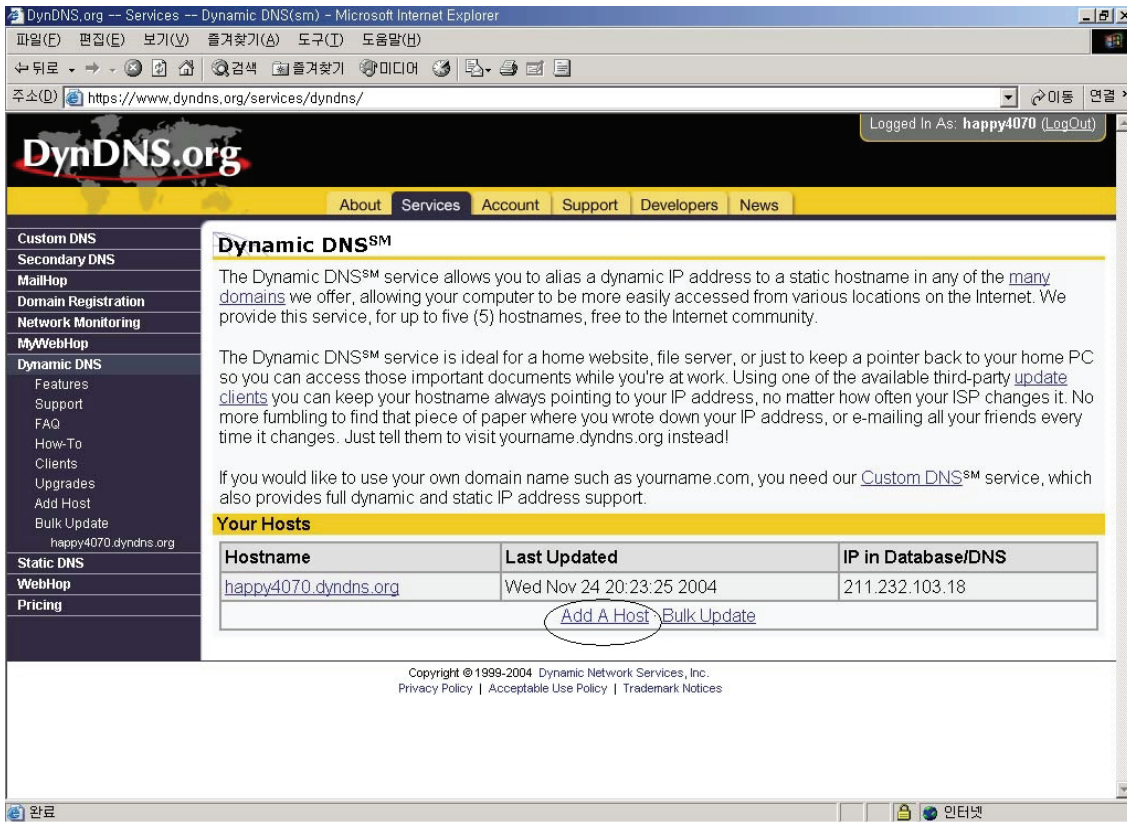 DynDNS.org -- Services -- Dynamic DNS(sm) - Microsoft Internet Explorer
파일(F) 편집(E) 보기(V) 즐겨찾기(A) 도구(T) 도움말(H)
뒤로 검색 즐겨찾기 미디어
주소(D) https://www.dyndns.org/services/dyndns/ 이동 연결 »
Logged In As: happy4070 (LogOut)
DynDNS.org
About Services Account Support Developers News
Custom DNS
Secondary DNS
MailHop
Domain Registration
Network Monitoring
MyWebHop
Dynamic DNS
Features
Support
FAQ
How-To
Clients
Upgrades
Add Host
Bulk Update
happy4070.dyndns.org
Static DNS
WebHop
Pricing
Dynamic DNS℠
The Dynamic DNS℠ service allows you to alias a dynamic IP address to a static hostname in any of the many
domains we offer, allowing your computer to be more easily accessed from various locations on the Internet. We
provide this service, for up to five (5) hostnames, free to the Internet community.
The Dynamic DNS℠ service is ideal for a home website, file server, or just to keep a pointer back to your home PC
so you can access those important documents while you're at work. Using one of the available third-party update
clients you can keep your hostname always pointing to your IP address, no matter how often your ISP changes it. No
more fumbling to find that piece of paper where you wrote down your IP address, or e-mailing all your friends every
time it changes. Just tell them to visit yourname.dyndns.org instead!
If you would like to use your own domain name such as yourname.com, you need our Custom DNS℠ service, which
also provides full dynamic and static IP address support.
Your Hosts
Hostname Last Updated IP in Database/DNS
happy4070.dyndns.org Wed Nov 24 20:23:25 2004 211.232.103.18
Add A Host · Bulk Update
Copyright © 1999-2004 Dynamic Network Services, Inc.
Privacy Policy | Acceptable Use Policy | Trademark Notices
완료 인터넷